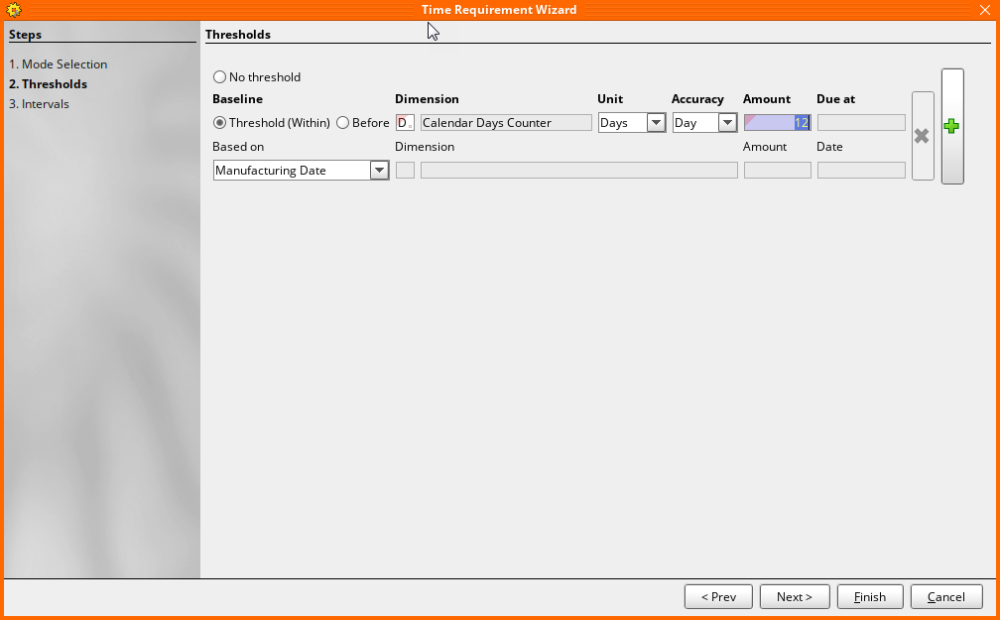 Time Requirement Wizard
Steps
1. Mode Selection
2. Thresholds
3. Intervals
Thresholds
No threshold
Baseline Dimension Unit Accuracy Amount Due at
Threshold (Within) Before D Calendar Days Counter Days Day 12
Based on Dimension Amount Date
Manufacturing Date
< Prev Next > Finish Cancel